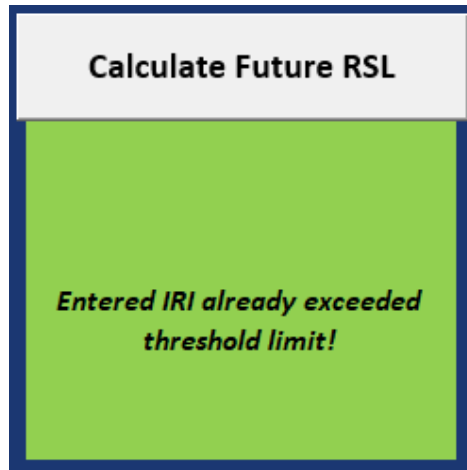 Calculate Future RSL
Entered IRI already exceeded
threshold limit!